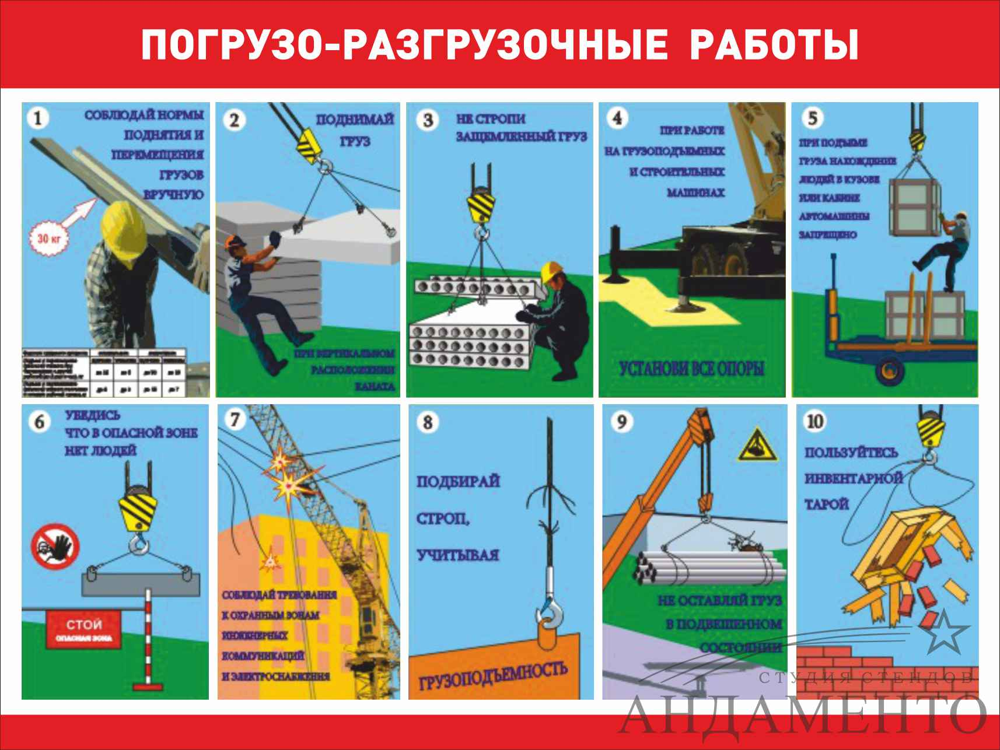 ПОГРУЗО-РАЗГРУЗОЧНЫЕ РАБОТЫ
1
СОБЛЮДАЙ НОРМЫ
ПОДНЯТИЯ И
ПЕРЕМЕЩЕНИЯ
ГРУЗОВ
ВРУЧНУЮ
30 кг
2
ПОДНИМАЙ
ГРУЗ
ПРИ ВЕРТИКАЛЬНОМ
РАСПОЛОЖЕНИИ
КАНАТА
3
НЕ СТРОПИ
ЗАЩЕМЛЕННЫЙ ГРУЗ
4
ПРИ РАБОТЕ
НА ГРУЗОПОДЪЕМНЫХ
И СТРОИТЕЛЬНЫХ
МАШИНАХ
УСТАНОВИ ВСЕ ОПОРЫ
5
ПРИ ПОДЪЕМЕ
ГРУЗА НАХОЖДЕНИЕ
ЛЮДЕЙ В КУЗОВЕ
ИЛИ КАБИНЕ
АВТОМАШИНЫ
ЗАПРЕЩЕНО
6
УБЕДИСЬ
ЧТО В ОПАСНОЙ ЗОНЕ
НЕТ ЛЮДЕЙ
СТОЙ
ОПАСНАЯ ЗОНА
7
СОБЛЮДАЙ ТРЕБОВАНИЯ
К ОХРАННЫМ ЗОНАМ
ИНЖЕНЕРНЫХ
КОММУНИКАЦИЙ
И ЭЛЕКТРОСНАБЖЕНИЯ
8
ПОДБИРАЙ
СТРОП,
УЧИТЫВАЯ
ГРУЗОПОДЪЕМНОСТЬ
9
НЕ ОСТАВЛЯЙ ГРУЗ
В ПОДВЕШЕННОМ
СОСТОЯНИИ
10
ПОЛЬЗУЙТЕСЬ
ИНВЕНТАРНОЙ
ТАРОЙ
СТУДИЯ СТЕНДОВ
АНДАМЕНТО